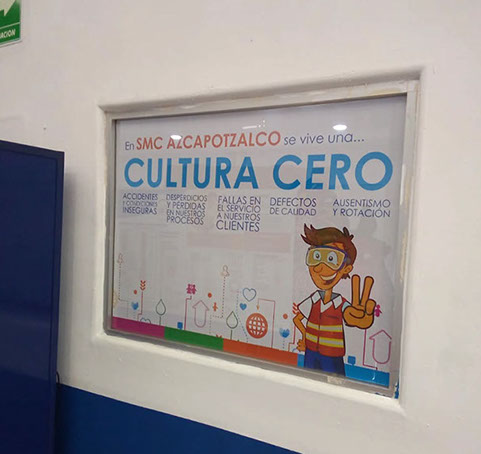 ACION
En SMC AZCAPOTZALCO se vive una...
CULTURA CERO
ACCIDENTES
Y CONDICIONES
INSEGURAS
DESPERDICIOS
Y PÉRDIDAS
EN NUESTROS
PROCESOS
FALLAS EN
EL SERVICIO
A NUESTROS
CLIENTES
DEFECTOS
DE CALIDAD
AUSENTISMO
Y ROTACIÓN